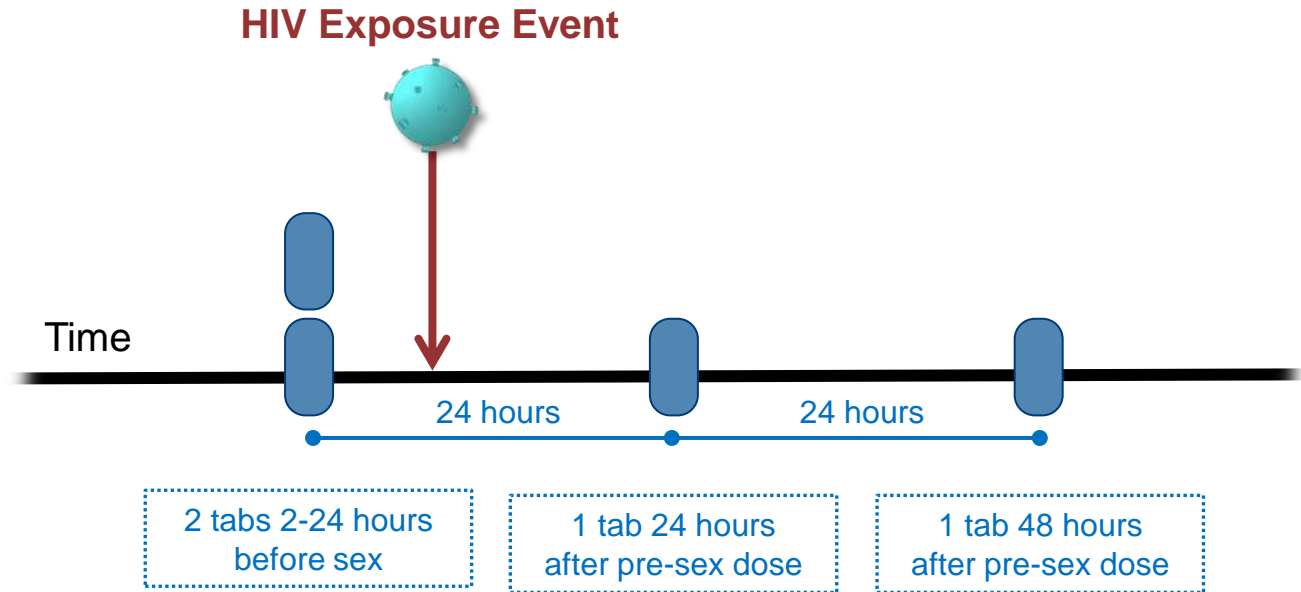 HIV Exposure Event
Time
24 hours
24 hours
2 tabs 2-24 hours
before sex
1 tab 24 hours
after pre-sex dose
1 tab 48 hours
after pre-sex dose